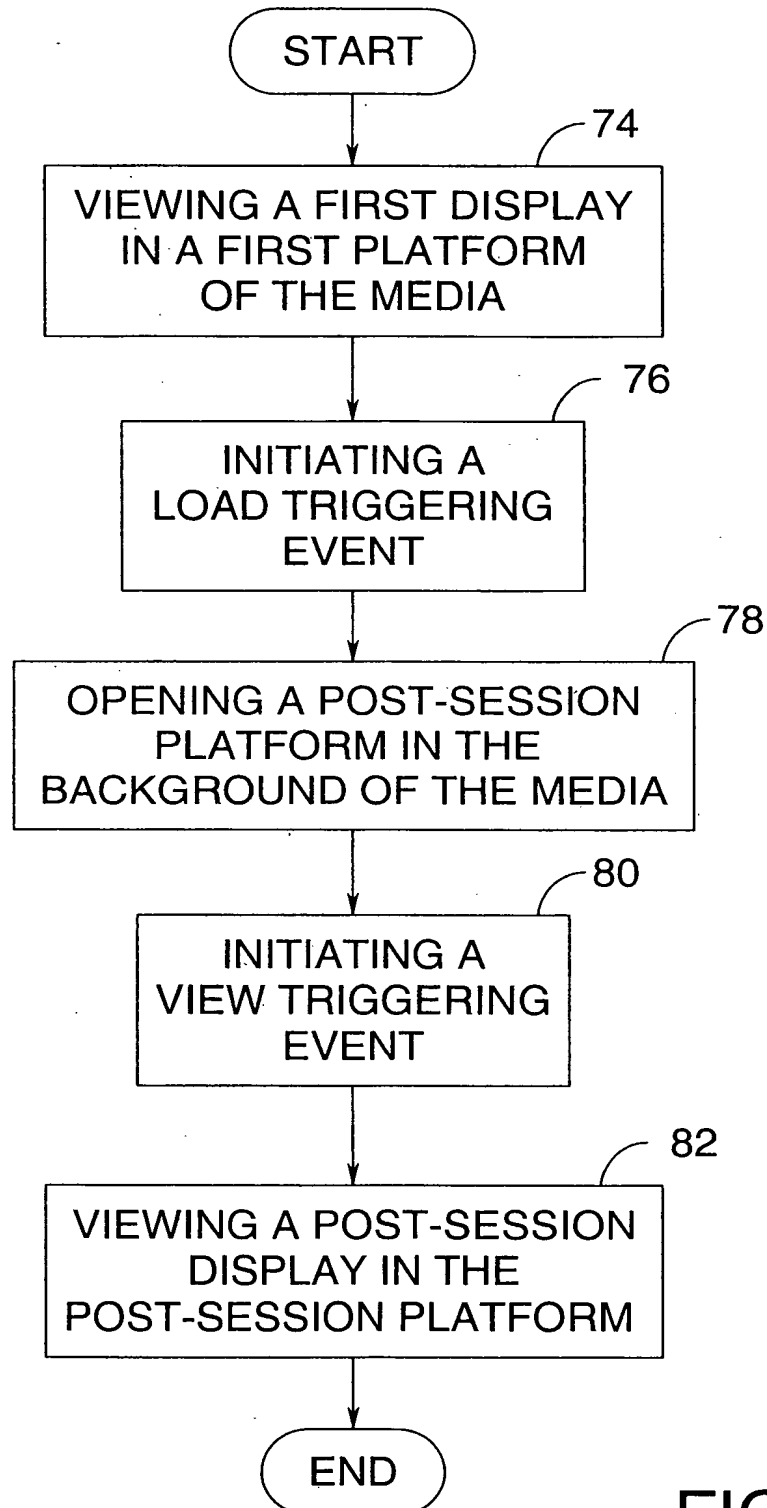 START
74
VIEWING A FIRST DISPLAY
IN A FIRST PLATFORM
OF THE MEDIA
76
INITIATING A
LOAD TRIGGERING
EVENT
78
OPENING A POST-SESSION
PLATFORM IN THE
BACKGROUND OF THE MEDIA
80
INITIATING A
VIEW TRIGGERING
EVENT
82
VIEWING A POST-SESSION
DISPLAY IN THE
POST-SESSION PLATFORM
END
FIG